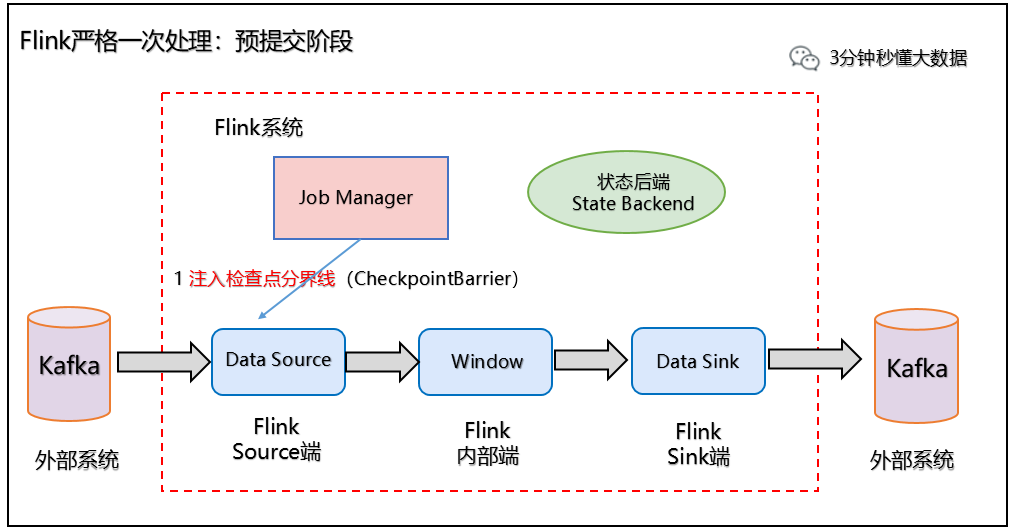 Flink严格一次处理：预提交阶段
3分钟秒懂大数据
Flink系统
Job Manager
状态后端
State Backend
1 注入检查点分界线（CheckpointBarrier）
Kafka
Data Source
Window
Data Sink
Kafka
外部系统
Flink
Source端
Flink
内部端
Flink
Sink端
外部系统